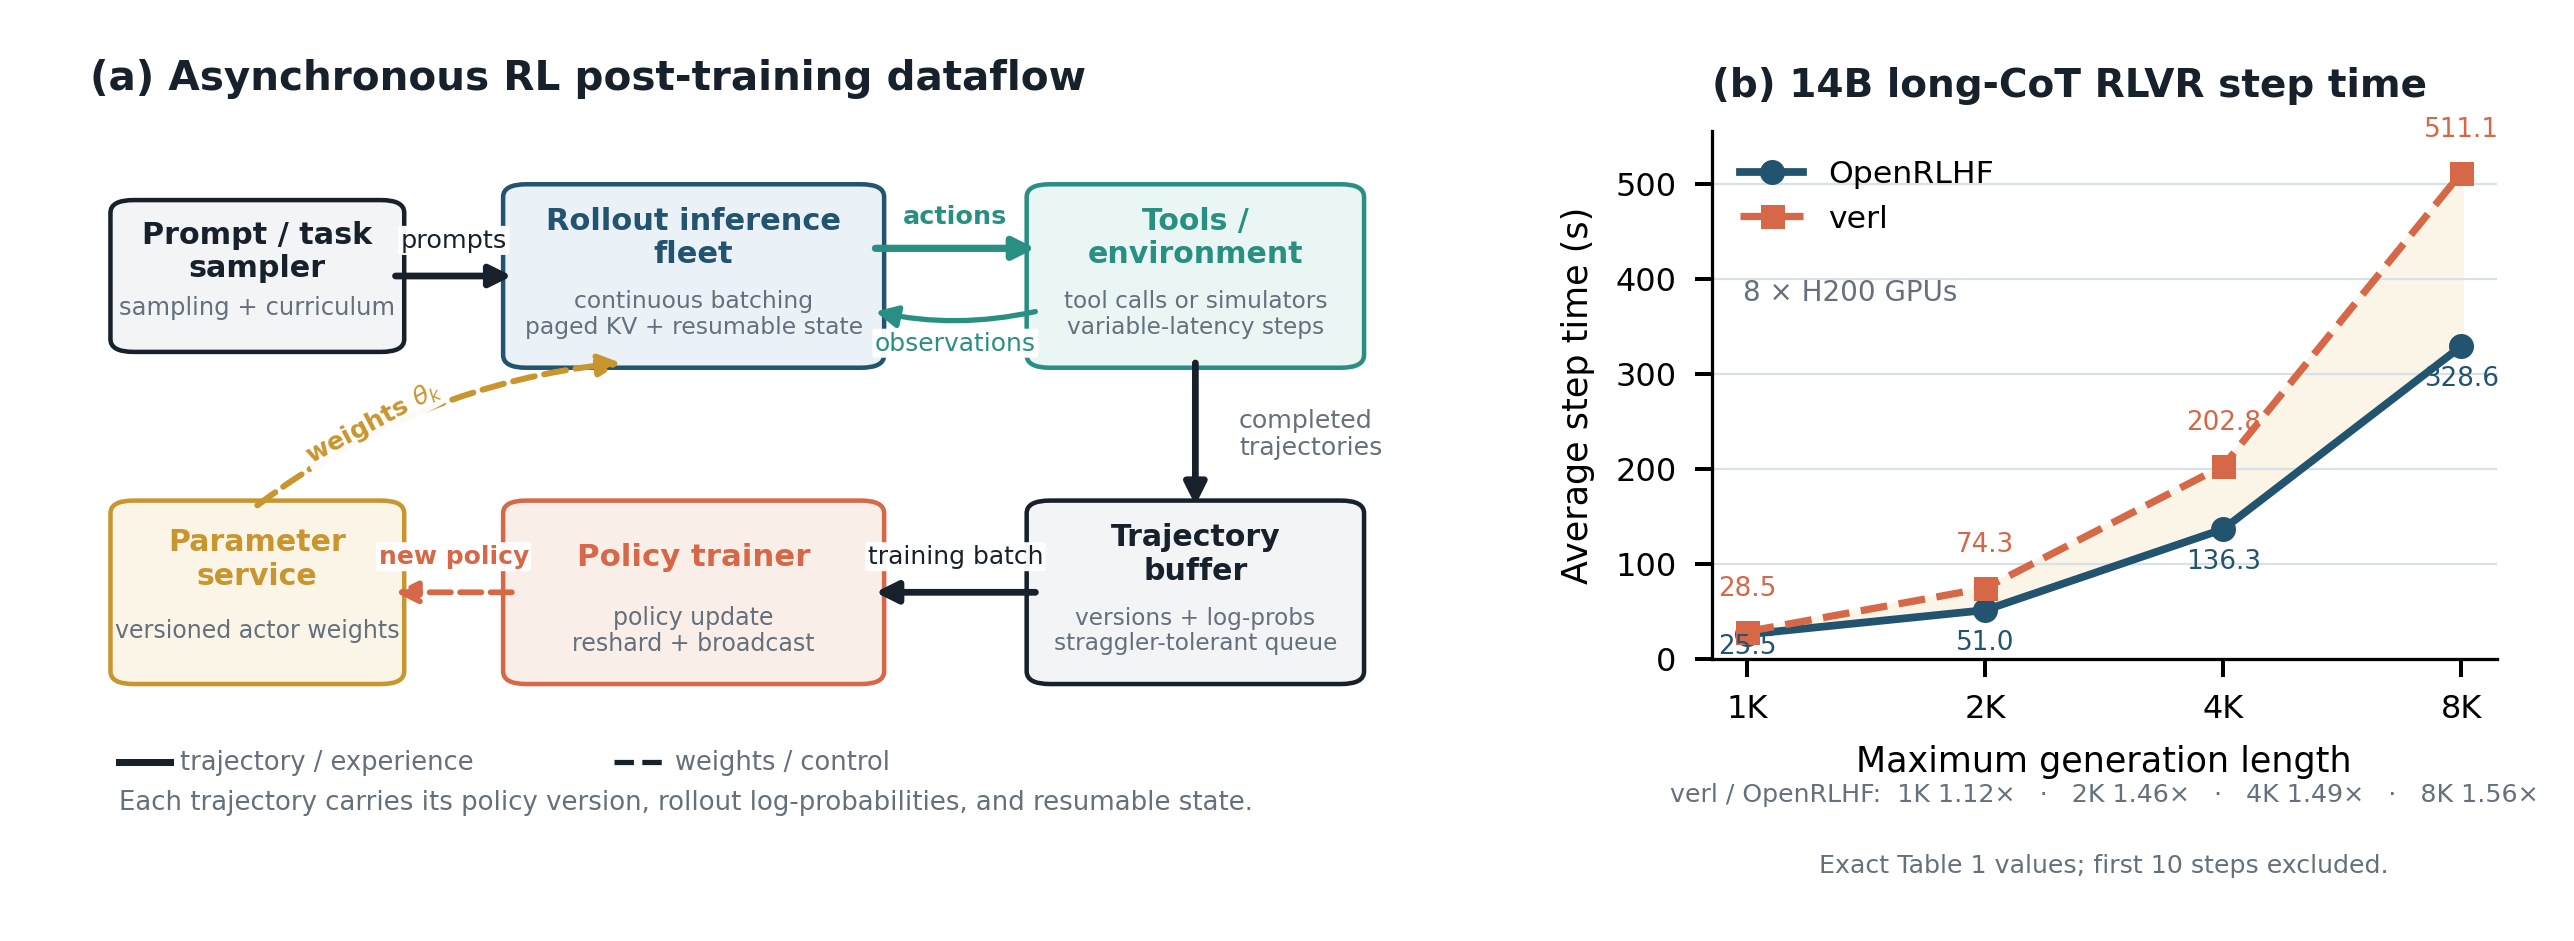 (a) Asynchronous RL post-training dataflow
Prompt / task
sampler
sampling + curriculum
prompts
Rollout inference
fleet
continuous batching
paged KV + resumable state
actions
observations
Tools /
environment
tool calls or simulators
variable-latency steps
weights θk
completed
trajectories
Parameter
service
versioned actor weights
new policy
Policy trainer
policy update
reshard + broadcast
training batch
Trajectory
buffer
versions + log-probs
straggler-tolerant queue
trajectory / experience
weights / control
Each trajectory carries its policy version, rollout log-probabilities, and resumable state.
(b) 14B long-CoT RLVR step time
OpenRLHF
verl
8 × H200 GPUs
Average step time (s)
500
400
300
200
100
0
511.1
328.6
202.8
136.3
74.3
51.0
28.5
25.5
1K
2K
4K
8K
Maximum generation length
verl / OpenRLHF: 1K 1.12× · 2K 1.46× · 4K 1.49× · 8K 1.56×
Exact Table 1 values; first 10 steps excluded.